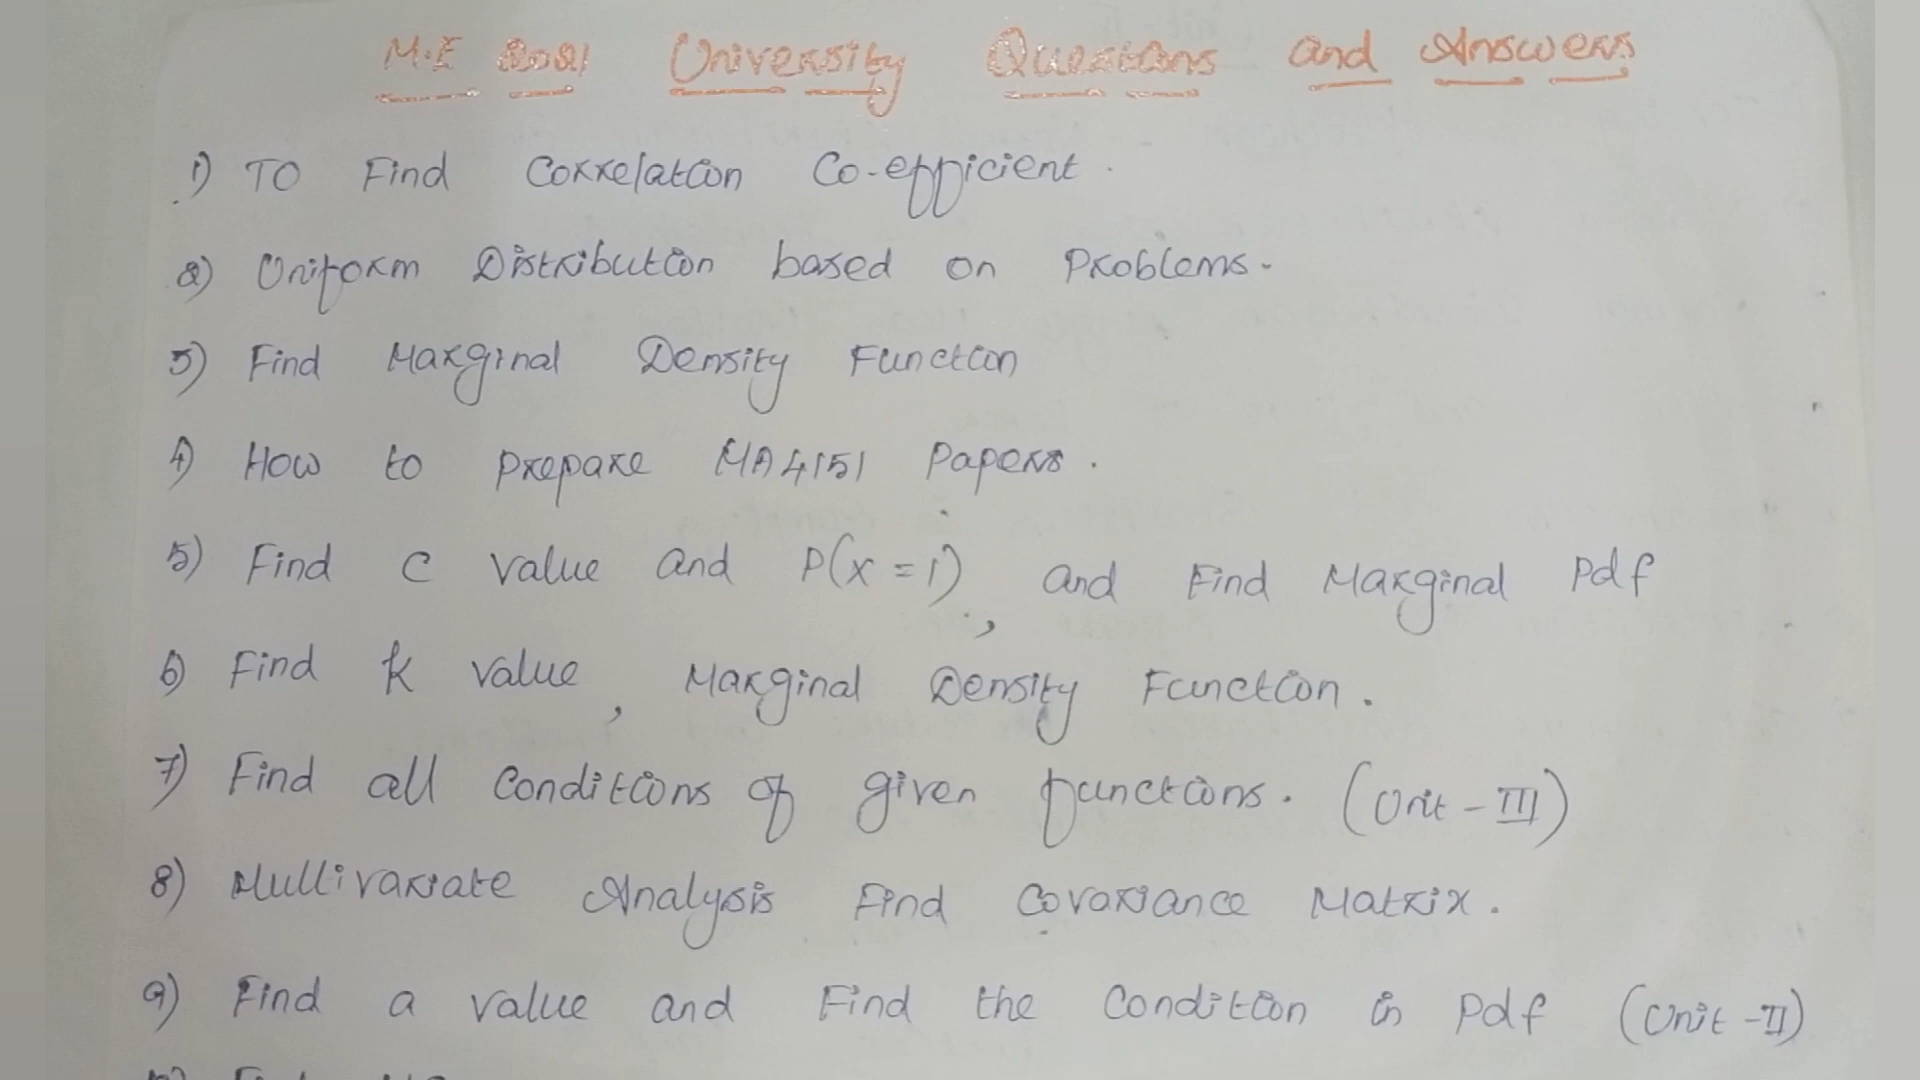 M.E 2021 University Questions and Answers
1) TO Find Correlation Co-efficient.
2) Uniform Distribution based on Problems.
3) Find Marginal Density Function
4) How to prepare MA4151 Papers.
5) Find c value and P(x=1), and Find Marginal Pdf
6) Find k value, Marginal Density Function.
7) Find all Conditions of given functions. (Unit-III)
8) Multivariate Analysis Find Covariance Matrix.
9) Find a value and Find the Condition in Pdf (Unit-II)